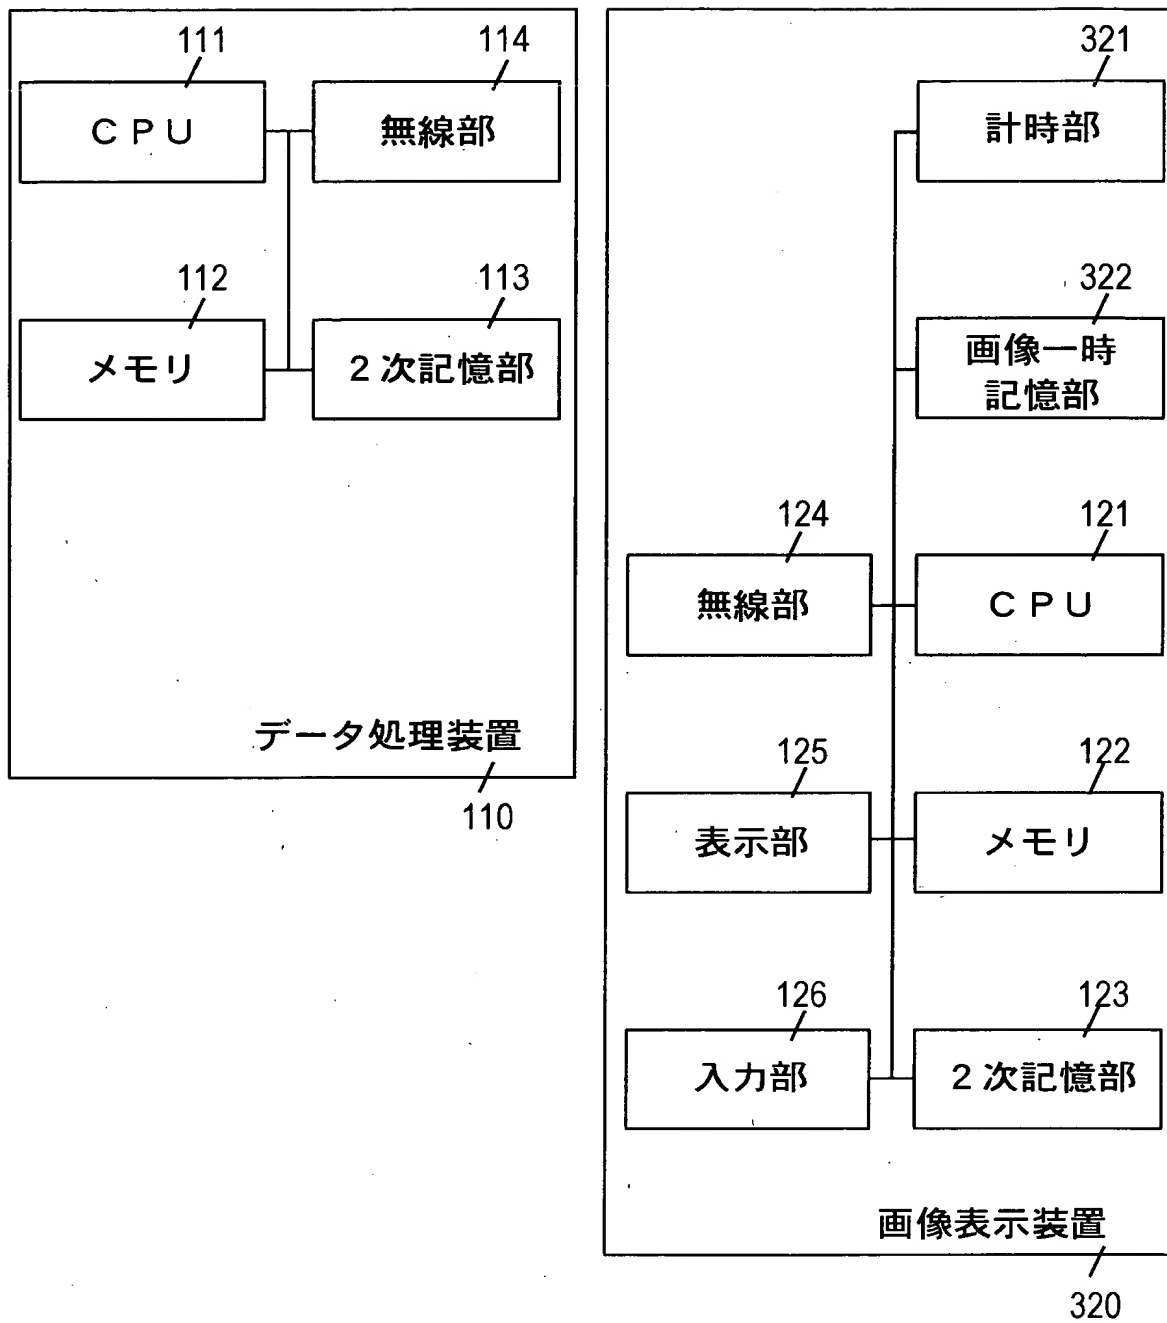 111
114
CPU
無線部
112
113
メモリ
2次記憶部
データ処理装置
110
321
計時部
322
画像一時
記憶部
124
121
無線部
CPU
125
122
表示部
メモリ
126
123
入力部
2次記憶部
画像表示装置
320